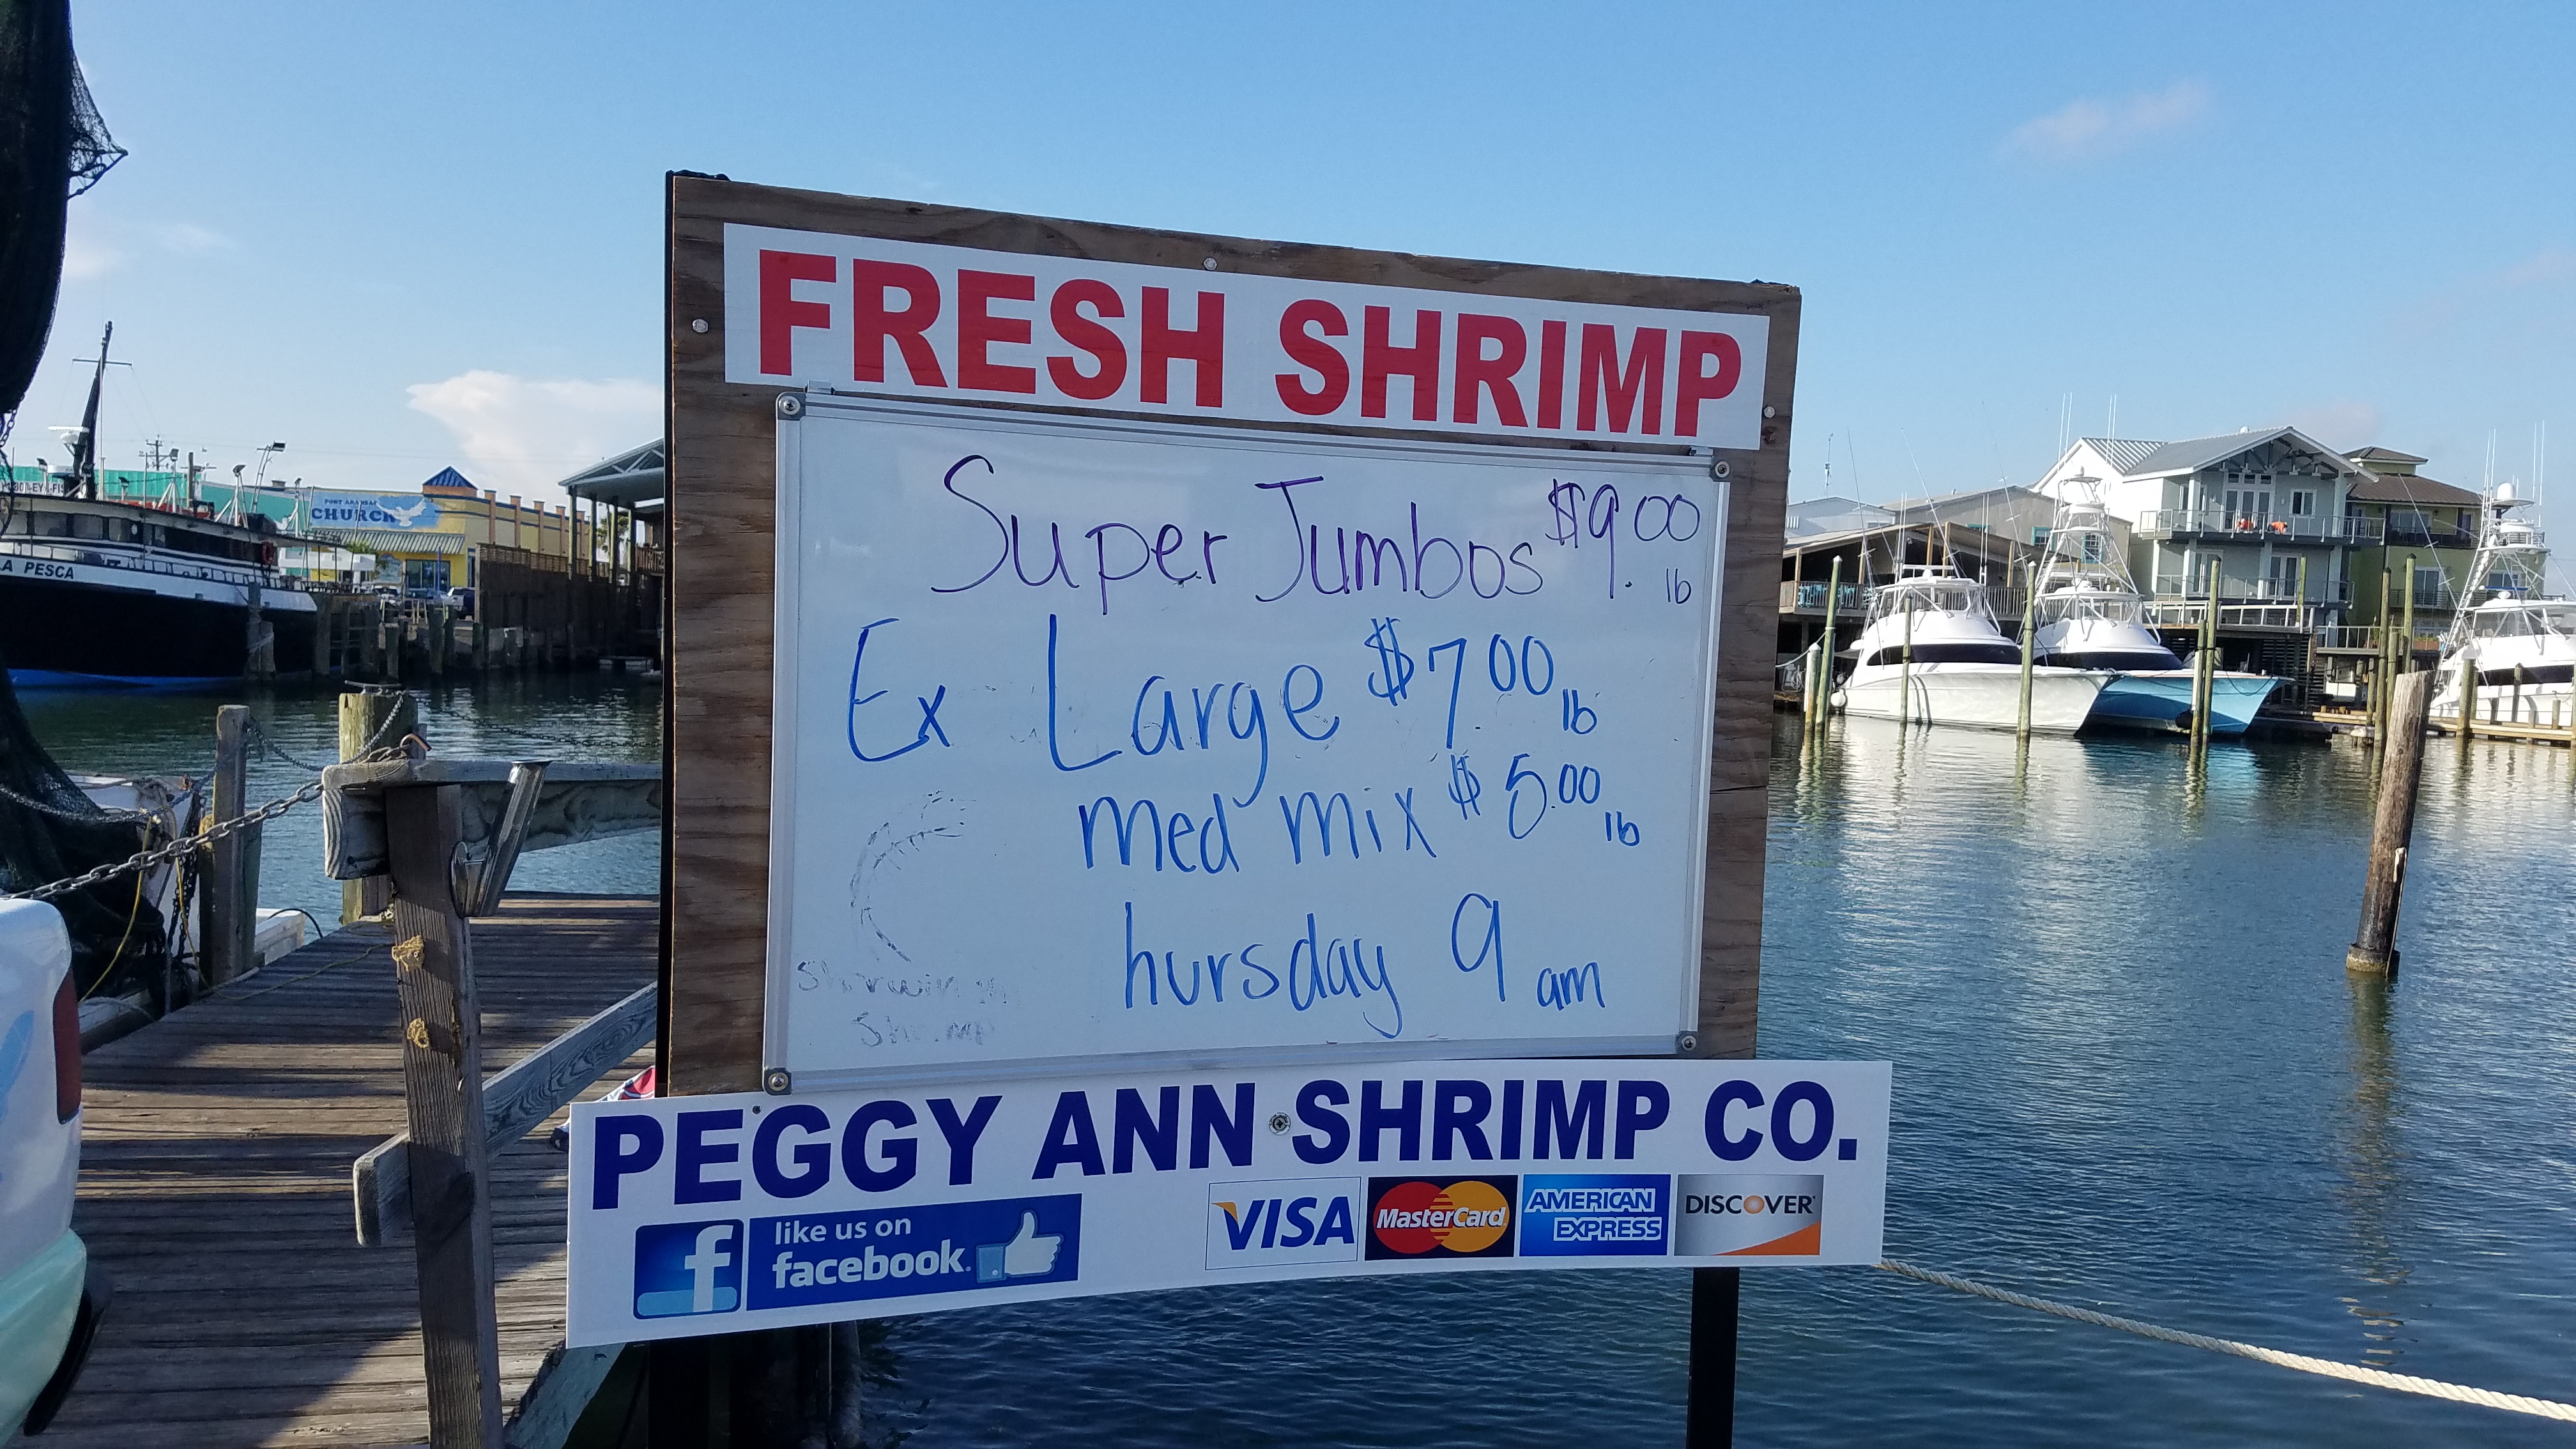 FRESH SHRIMP
Super Jumbos $9.00 lb
Ex Large $7.00 lb
med mix $5.00 lb
hursday 9 am
Shrimp
PEGGY ANN SHRIMP CO.
like us on
facebook.
VISA
MasterCard
AMERICAN
EXPRESS
DISCOVER
PORT ARANSAS
CHURCH
LA PESCA